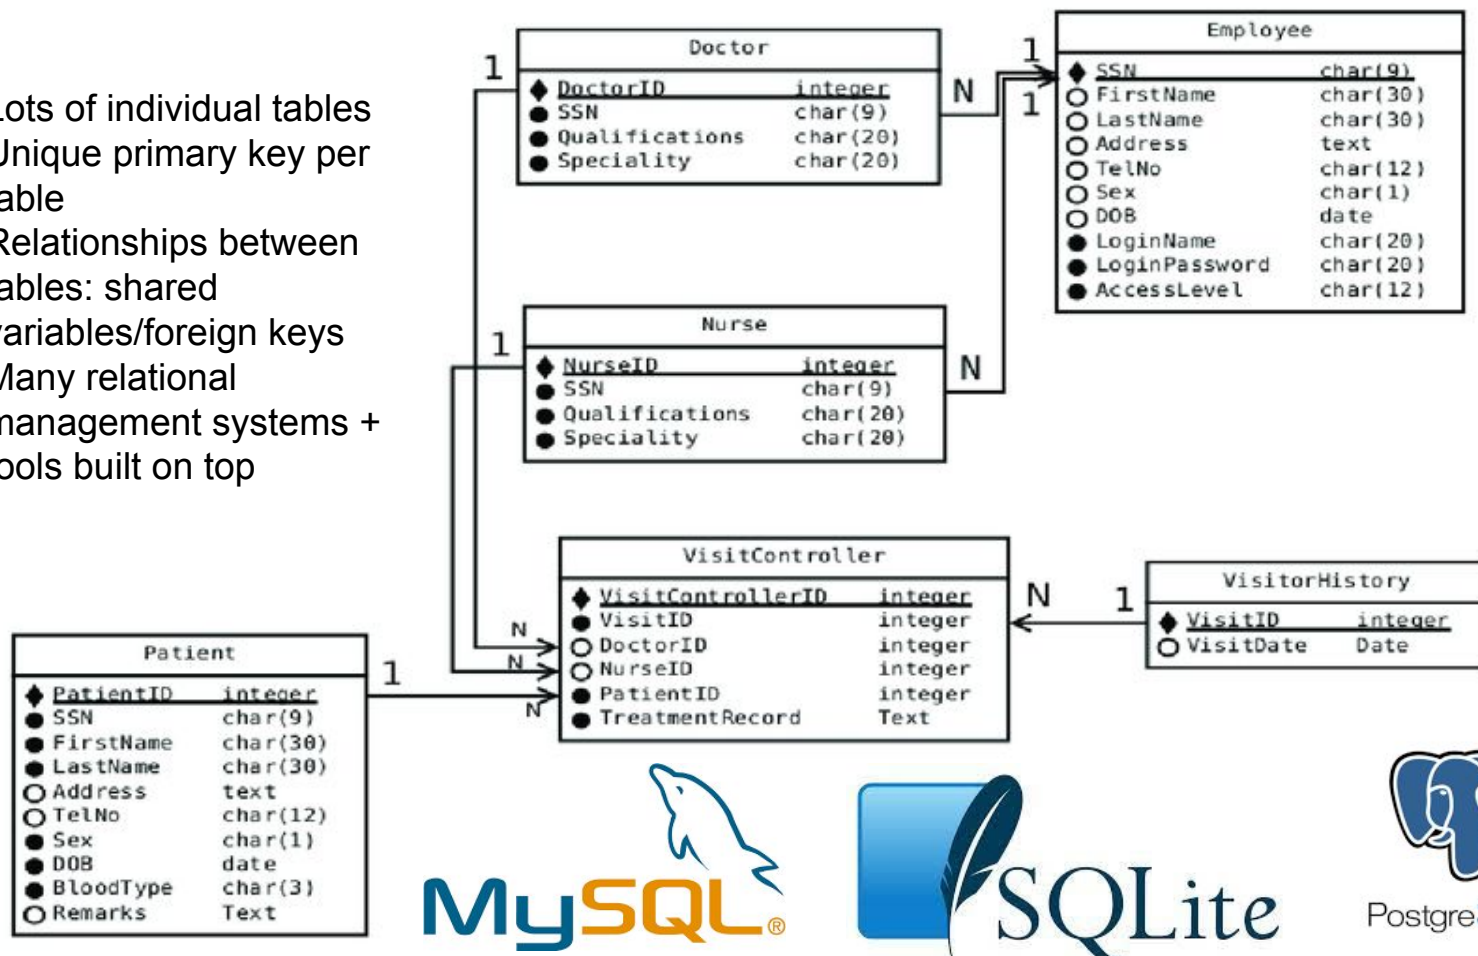 Lots of individual tables
Unique primary key per
table
Relationships between
tables: shared
variables/foreign keys
Many relational
management systems +
tools built on top
Doctor
DoctorID integer
SSN char(9)
Qualifications char(20)
Speciality char(20)
1
N
1
1
Employee
SSN char(9)
FirstName char(30)
LastName char(30)
Address text
TelNo char(12)
Sex char(1)
DOB date
LoginName char(20)
LoginPassword char(20)
AccessLevel char(12)
Nurse
NurseID integer
SSN char(9)
Qualifications char(20)
Speciality char(20)
1
N
VisitController
VisitControllerID integer
VisitID integer
DoctorID integer
NurseID integer
PatientID integer
TreatmentRecord Text
N
N
N
N
1
VisitorHistory
VisitID integer
VisitDate Date
Patient
PatientID integer
SSN char(9)
FirstName char(30)
LastName char(30)
Address text
TelNo char(12)
Sex char(1)
DOB date
BloodType char(3)
Remarks Text
1
MySQL®
SQLite
Postgre